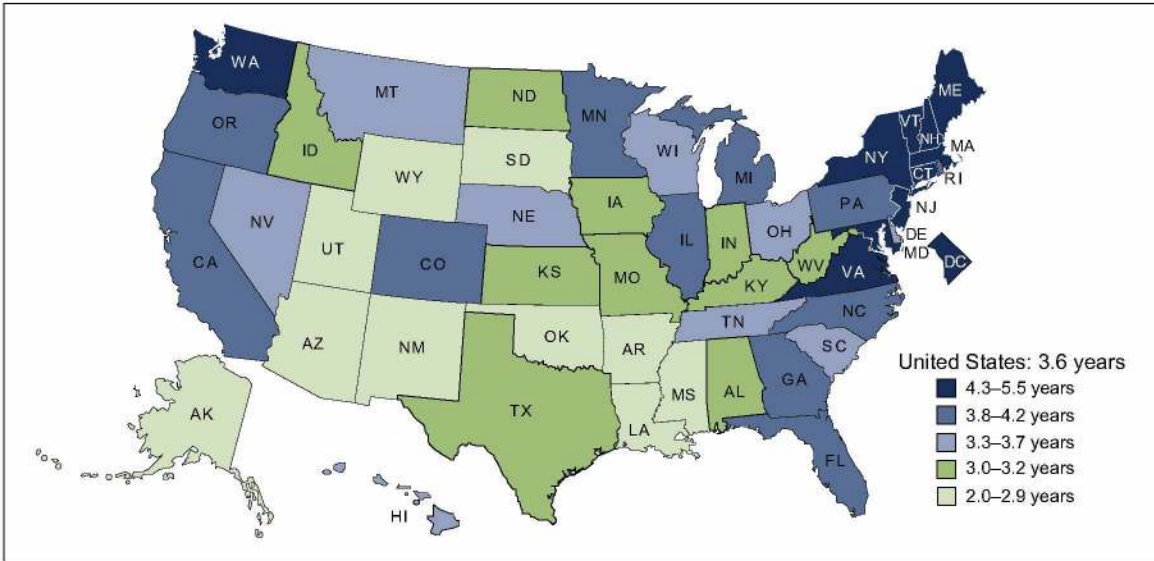 WA
MT
ND
MN
ME
VT
NH
OR
ID
SD
WI
MI
NY
MA
WY
CT
RI
IA
PA
NJ
NE
NV
IL
IN
OH
DE
UT
MD
CA
CO
KS
MO
WV
VA
DC
KY
NC
TN
AZ
NM
OK
AR
SC
United States: 3.6 years
MS
AL
GA
4.3–5.5 years
AK
TX
3.8–4.2 years
LA
3.3–3.7 years
FL
3.0–3.2 years
HI
2.0–2.9 years